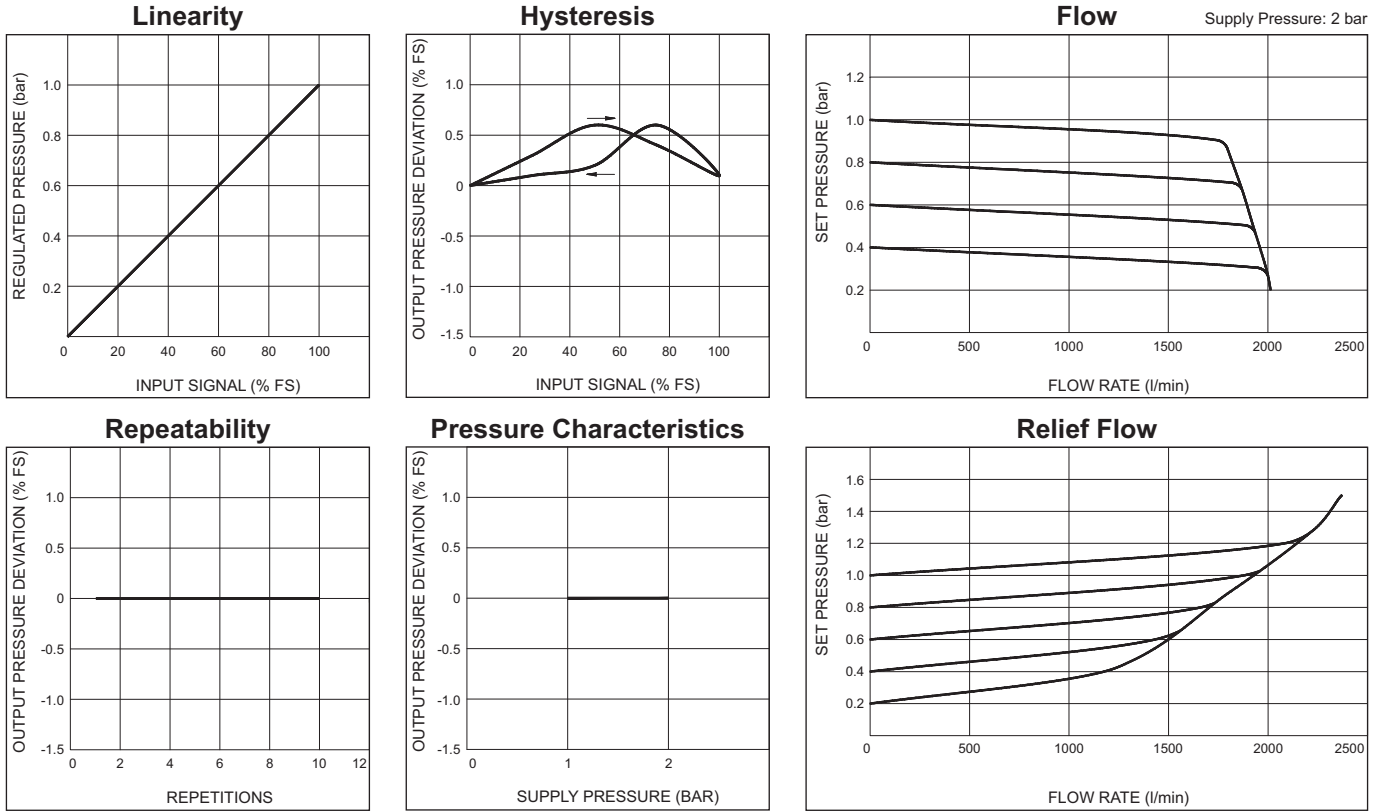 Linearity
REGULATED PRESSURE (bar)
1.0
0.8
0.6
0.4
0.2
0 20 40 60 80 100
INPUT SIGNAL (% FS)
Hysteresis
OUTPUT PRESSURE DEVIATION (% FS)
1.0
0.5
0
-0.5
-1.0
-1.5
0 20 40 60 80 100
INPUT SIGNAL (% FS)
Flow
Supply Pressure: 2 bar
SET PRESSURE (bar)
1.2
1.0
0.8
0.6
0.4
0.2
0 500 1000 1500 2000 2500
FLOW RATE (l/min)
Repeatability
OUTPUT PRESSURE DEVIATION (% FS)
1.0
0.5
0
-0.5
-1.0
-1.5
0 2 4 6 8 10 12
REPETITIONS
Pressure Characteristics
OUTPUT PRESSURE DEVIATION (% FS)
1.0
0.5
0
-0.5
-1.0
-1.5
0 1 2
SUPPLY PRESSURE (BAR)
Relief Flow
SET PRESSURE (bar)
1.6
1.4
1.2
1.0
0.8
0.6
0.4
0.2
0 500 1000 1500 2000 2500
FLOW RATE (l/min)